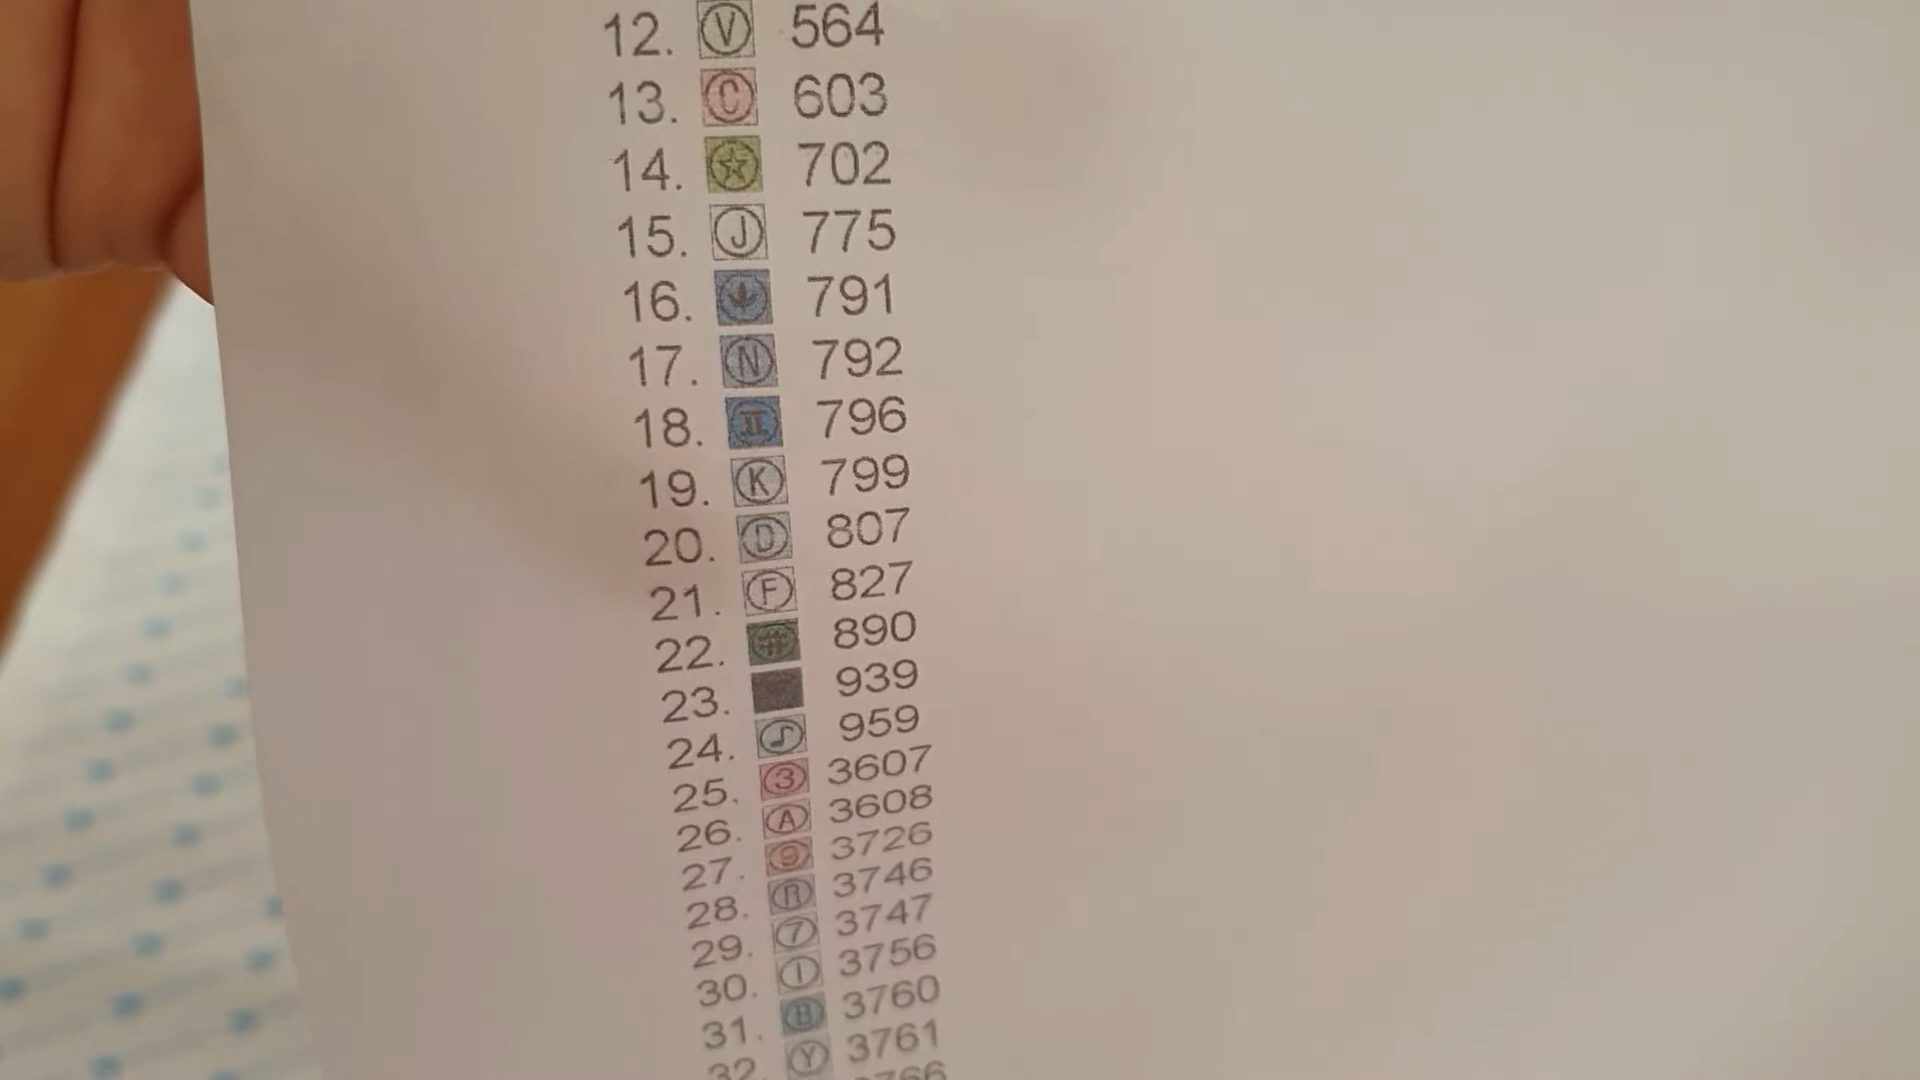 12. V 564
13. C 603
14. ☆ 702
15. J 775
16. 791
17. N 792
18. 796
19. K 799
20. D 807
21. F 827
22. # 890
23. 939
24. ♪ 959
25. 3 3607
26. A 3608
27. 9 3726
28. R 3746
29. 7 3747
30. I 3756
31. 3760
32. Y 3761
3766